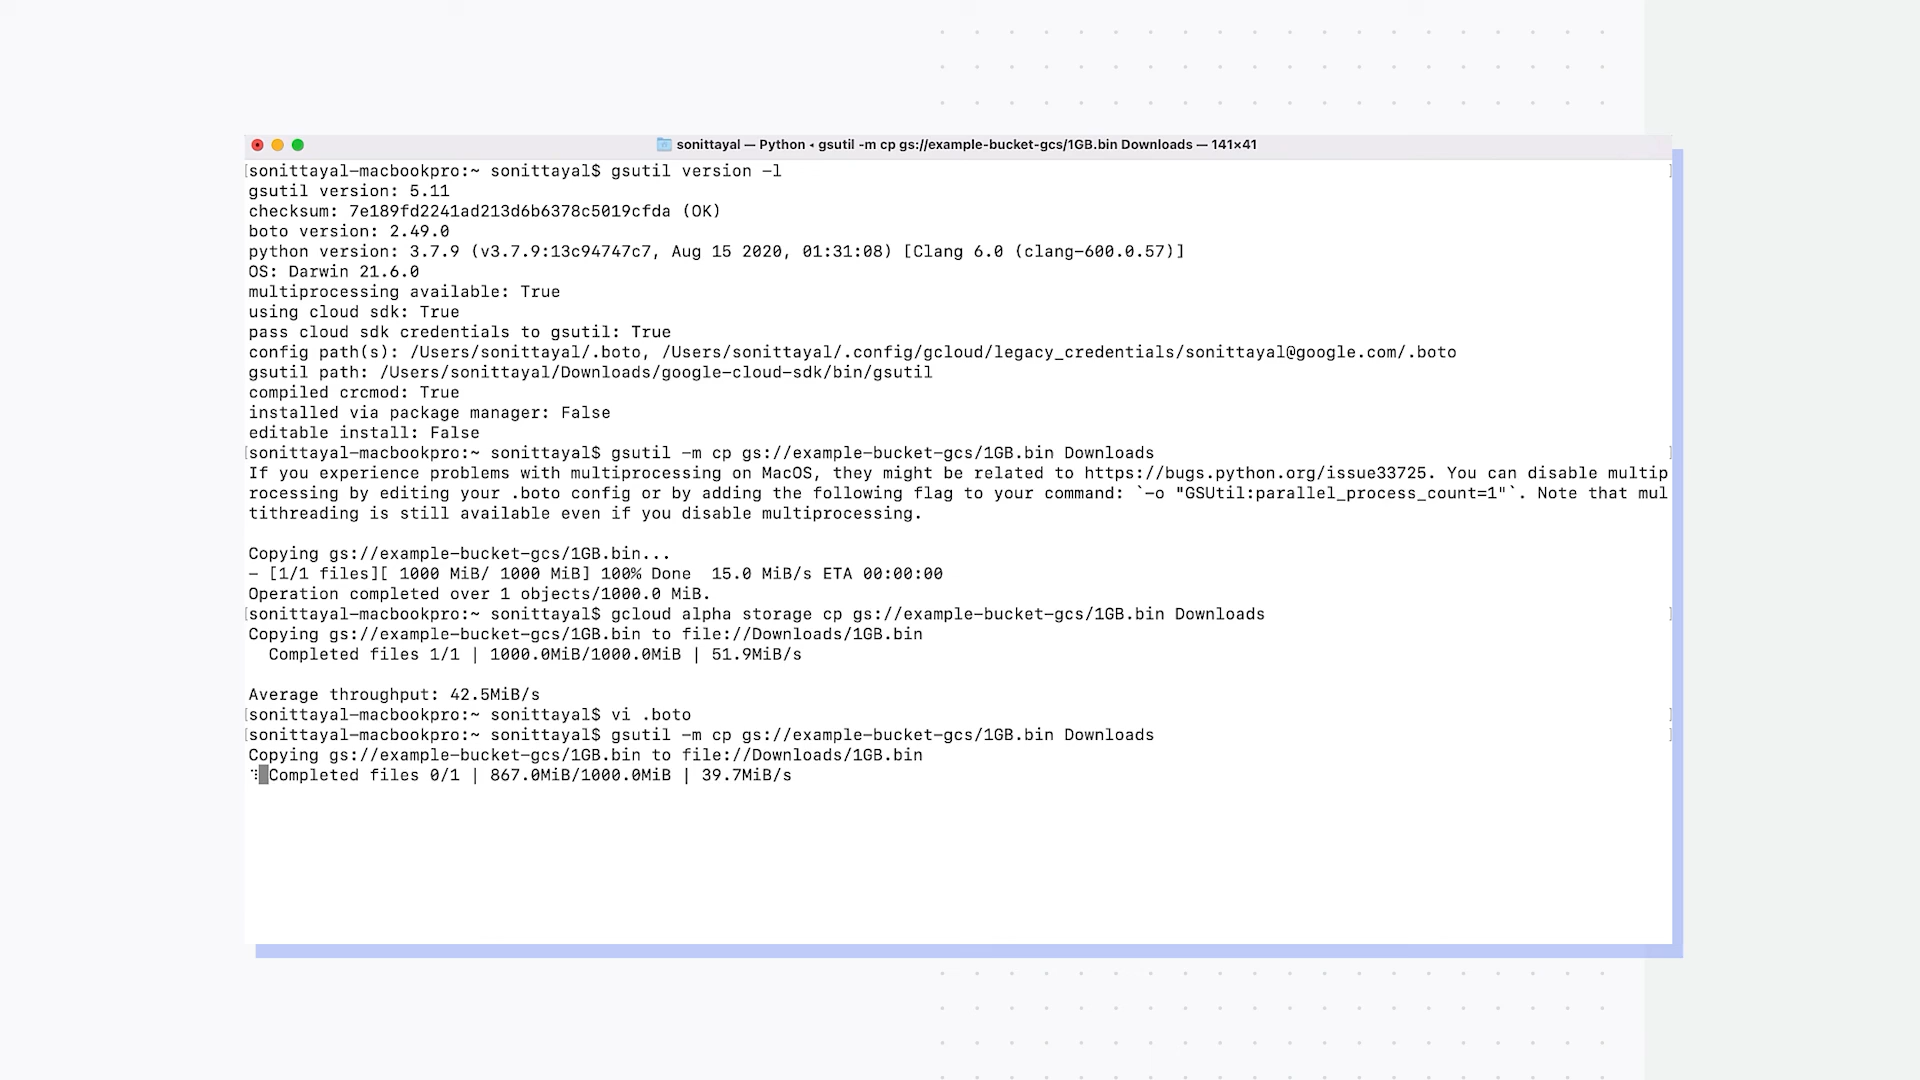 sonittayal — Python ◂ gsutil -m cp gs://example-bucket-gcs/1GB.bin Downloads — 141×41
[sonittayal-macbookpro:~ sonittayal$ gsutil version -l ]
gsutil version: 5.11
checksum: 7e189fd2241ad213d6b6378c5019cfda (OK)
boto version: 2.49.0
python version: 3.7.9 (v3.7.9:13c94747c7, Aug 15 2020, 01:31:08) [Clang 6.0 (clang-600.0.57)]
OS: Darwin 21.6.0
multiprocessing available: True
using cloud sdk: True
pass cloud sdk credentials to gsutil: True
config path(s): /Users/sonittayal/.boto, /Users/sonittayal/.config/gcloud/legacy_credentials/sonittayal@google.com/.boto
gsutil path: /Users/sonittayal/Downloads/google-cloud-sdk/bin/gsutil
compiled crcmod: True
installed via package manager: False
editable install: False
[sonittayal-macbookpro:~ sonittayal$ gsutil -m cp gs://example-bucket-gcs/1GB.bin Downloads ]
If you experience problems with multiprocessing on MacOS, they might be related to https://bugs.python.org/issue33725. You can disable multip
rocessing by editing your .boto config or by adding the following flag to your command: `-o "GSUtil:parallel_process_count=1"`. Note that mul
tithreading is still available even if you disable multiprocessing.
Copying gs://example-bucket-gcs/1GB.bin...
- [1/1 files][ 1000 MiB/ 1000 MiB] 100% Done  15.0 MiB/s ETA 00:00:00
Operation completed over 1 objects/1000.0 MiB.
[sonittayal-macbookpro:~ sonittayal$ gcloud alpha storage cp gs://example-bucket-gcs/1GB.bin Downloads ]
Copying gs://example-bucket-gcs/1GB.bin to file://Downloads/1GB.bin
Completed files 1/1 | 1000.0MiB/1000.0MiB | 51.9MiB/s
Average throughput: 42.5MiB/s
[sonittayal-macbookpro:~ sonittayal$ vi .boto ]
[sonittayal-macbookpro:~ sonittayal$ gsutil -m cp gs://example-bucket-gcs/1GB.bin Downloads ]
Copying gs://example-bucket-gcs/1GB.bin to file://Downloads/1GB.bin
Completed files 0/1 | 867.0MiB/1000.0MiB | 39.7MiB/s